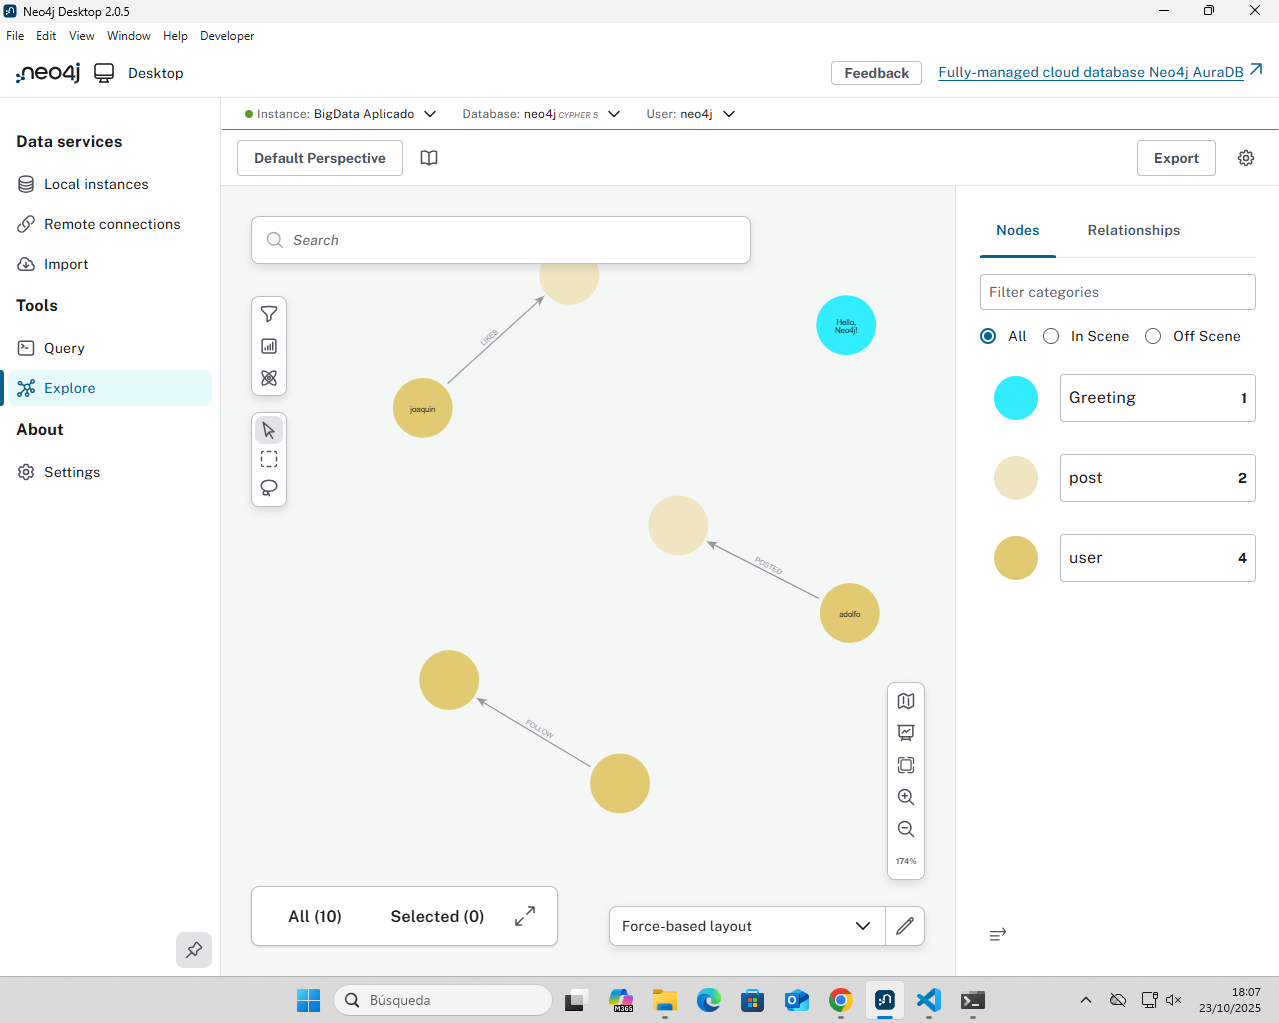 Neo4j Desktop 2.0.5
File Edit View Window Help Developer
neo4j Desktop
Feedback
Fully-managed cloud database Neo4j AuraDB
Instance: BigData Aplicado
Database: neo4j CYPHER 5
User: neo4j
Data services
Local instances
Remote connections
Import
Tools
Query
Explore
About
Settings
Default Perspective
Export
Search
LIKES
Hello,
Neo4j!
joaquin
POSTED
adolfo
FOLLOW
174%
All (10)
Selected (0)
Force-based layout
Nodes
Relationships
Filter categories
All
In Scene
Off Scene
Greeting 1
post 2
user 4
Búsqueda
M365
18:07
23/10/2025